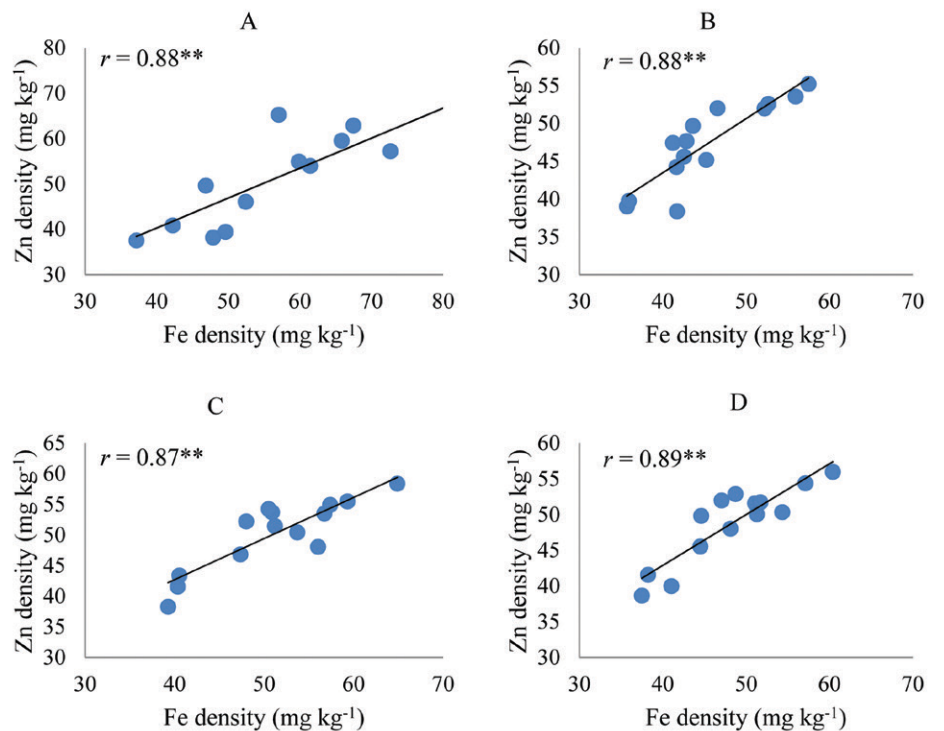 A
r = 0.88**
Zn density (mg kg⁻¹)
80
70
60
50
40
30
30 40 50 60 70 80
Fe density (mg kg⁻¹)
B
r = 0.88**
Zn density (mg kg⁻¹)
60
55
50
45
40
35
30
30 40 50 60 70
Fe density (mg kg⁻¹)
C
r = 0.87**
Zn density (mg kg⁻¹)
65
60
55
50
45
40
35
30
30 40 50 60 70
Fe density (mg kg⁻¹)
D
r = 0.89**
Zn density (mg kg⁻¹)
60
55
50
45
40
35
30
30 40 50 60 70
Fe density (mg kg⁻¹)